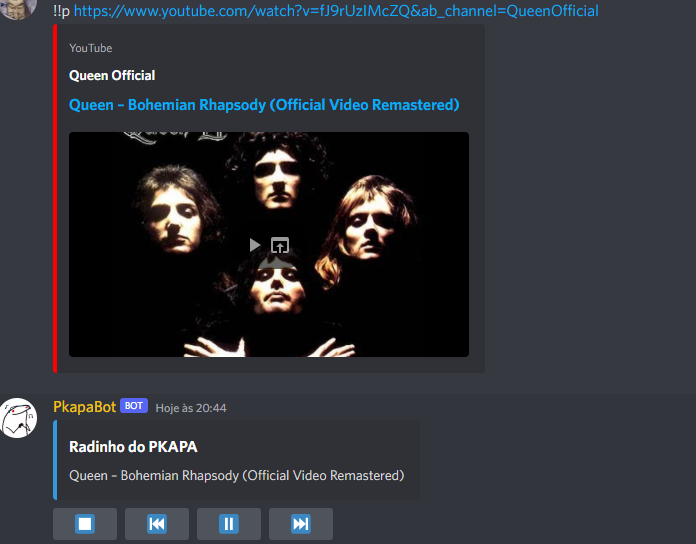 !!p https://www.youtube.com/watch?v=fJ9rUzIMcZQ&ab_channel=QueenOfficial
YouTube
Queen Official
Queen – Bohemian Rhapsody (Official Video Remastered)
PkapaBot BOT Hoje às 20:44
Radinho do PKAPA
Queen – Bohemian Rhapsody (Official Video Remastered)